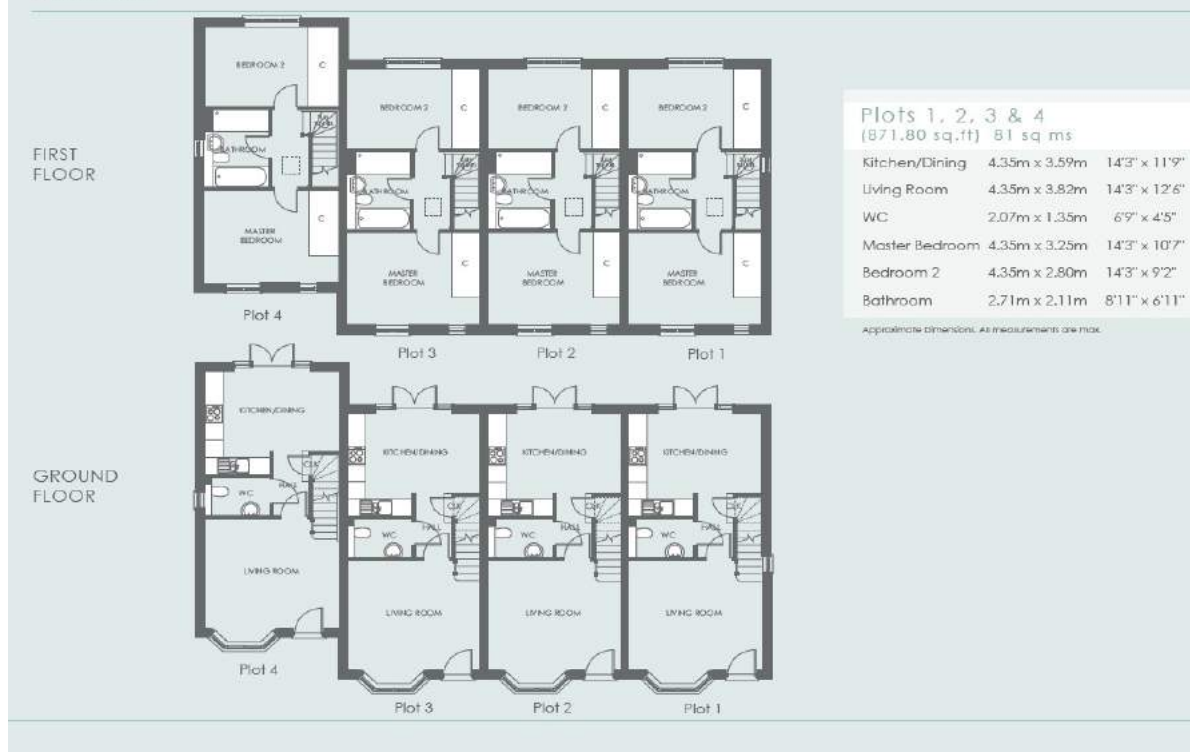 FIRST
FLOOR
BEDROOM 2
C
BATHROOM
MASTER
BEDROOM
C
Plot 4
BEDROOM 2
C
BATHROOM
MASTER
BEDROOM
C
Plot 3
BEDROOM 2
C
BATHROOM
MASTER
BEDROOM
C
Plot 2
BEDROOM 2
C
BATHROOM
MASTER
BEDROOM
C
Plot 1
GROUND
FLOOR
KITCHEN/DINING
CLK
HALL
WC
LIVING ROOM
Plot 4
KITCHEN/DINING
CLK
HALL
WC
LIVING ROOM
Plot 3
KITCHEN/DINING
CLK
HALL
WC
LIVING ROOM
Plot 2
KITCHEN/DINING
CLK
HALL
WC
LIVING ROOM
Plot 1
Plots 1, 2, 3 & 4
(871.80 sq.ft) 81 sq ms
Kitchen/Dining 4.35m x 3.59m 14'3" x 11'9"
Living Room 4.35m x 3.82m 14'3" x 12'6"
WC 2.07m x 1.35m 6'9" x 4'5"
Master Bedroom 4.35m x 3.25m 14'3" x 10'7"
Bedroom 2 4.35m x 2.80m 14'3" x 9'2"
Bathroom 2.71m x 2.11m 8'11" x 6'11"
Approximate Dimensions. All measurements are max.